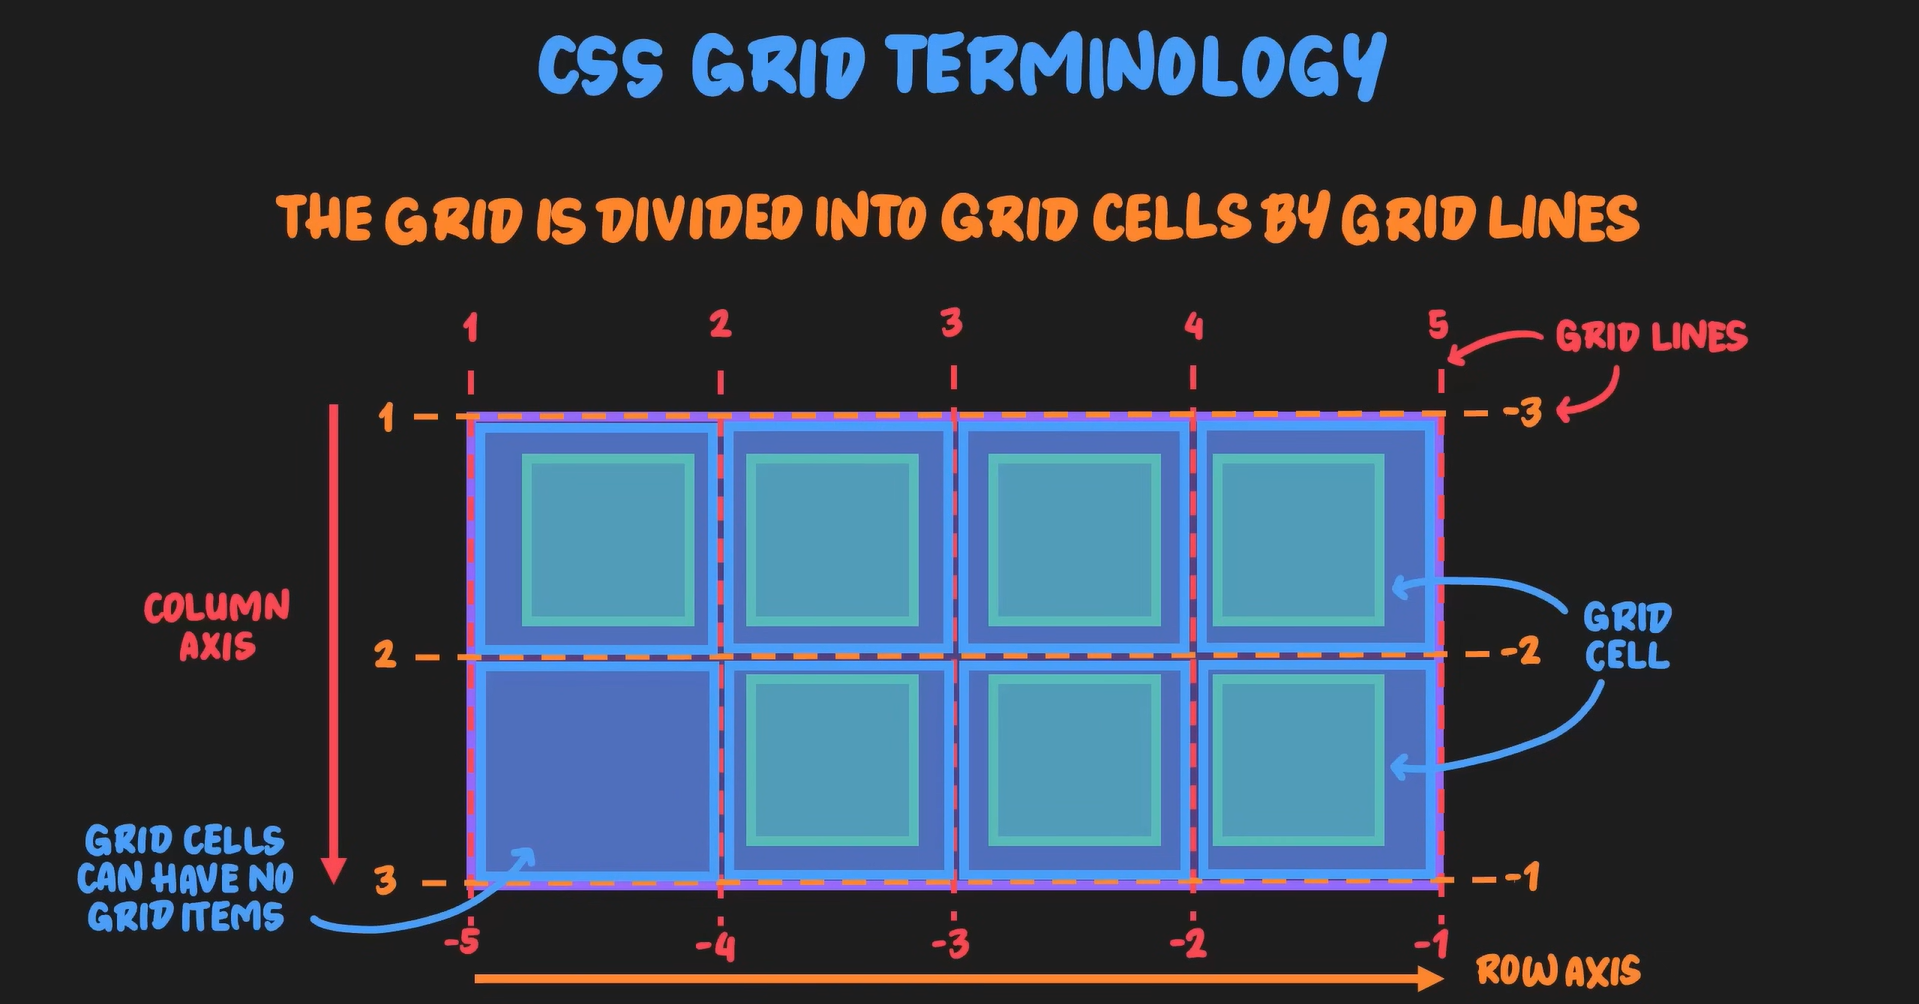 CSS GRID TERMINOLOGY
THE GRID IS DIVIDED INTO GRID CELLS BY GRID LINES
1 2 3 4 5
GRID LINES
1
-3
COLUMN
AXIS
GRID
CELL
2
-2
GRID CELLS
CAN HAVE NO
GRID ITEMS
3
-1
-5 -4 -3 -2 -1
ROW AXIS